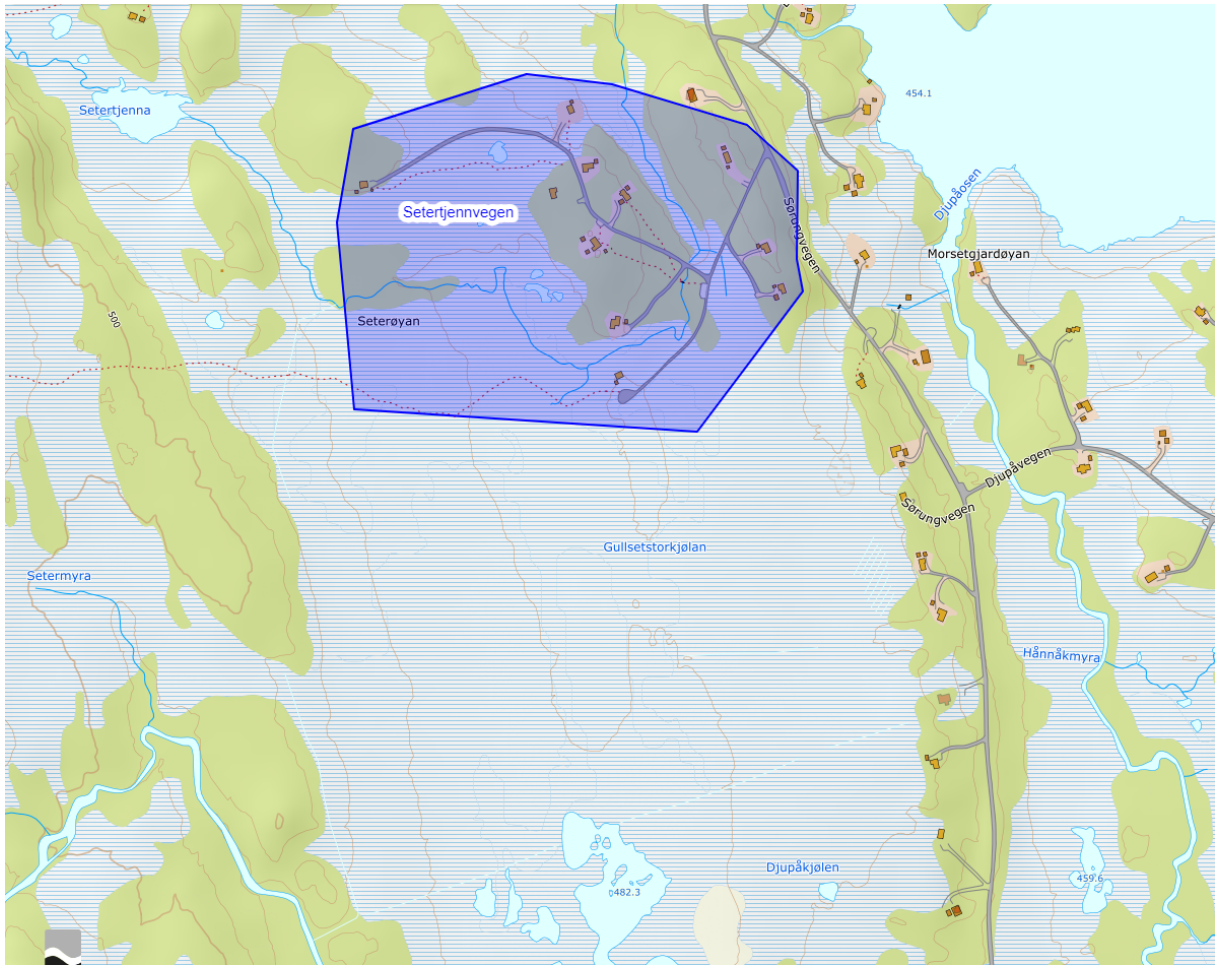 454.1
Setertjenna
Djupåosen
Setertjennvegen
Sørungvegen
Morsetgjardøyan
500
Seterøyan
Djupåvegen
Sørungvegen
Gullsetstorkjølan
Setermyra
Hånnåkmyra
Djupåkjølen
459.6
482.3